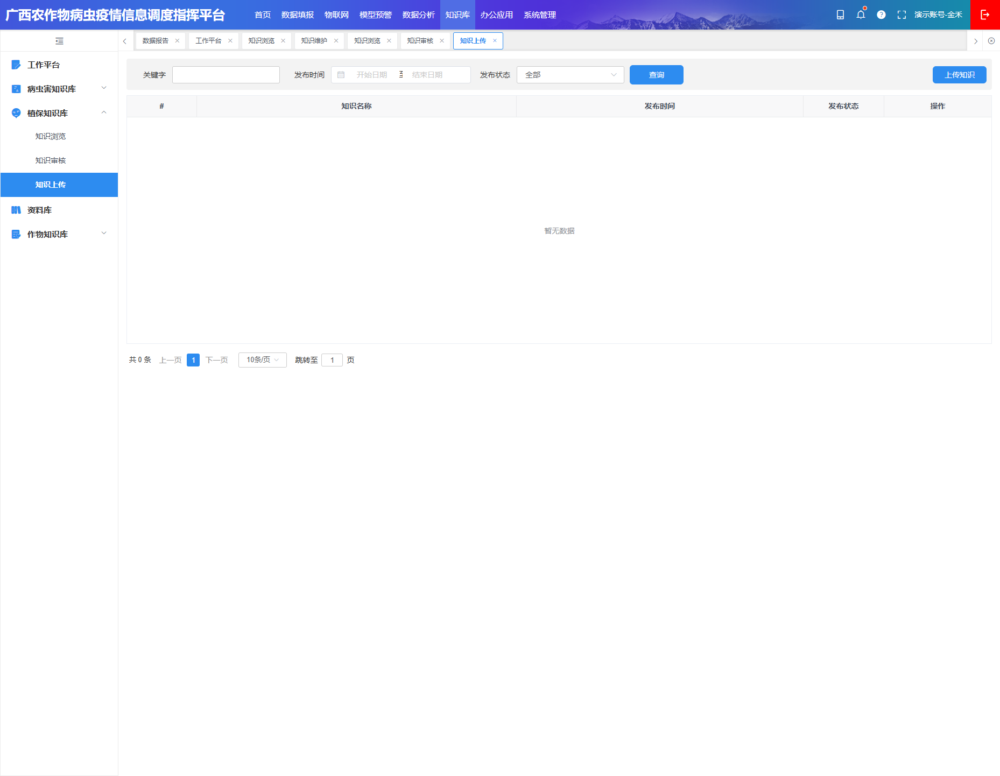 广西农作物病虫疫情信息调度指挥平台 首页 数据填报 物联网 模型预警 数据分析 知识库 办公应用 系统管理 演示账号-金禾
数据报告 工作平台 知识浏览 知识维护 知识浏览 知识审核 知识上传
工作平台
病虫害知识库
植保知识库
知识浏览
知识审核
知识上传
资料库
作物知识库
关键字 发布时间 开始日期 至 结束日期 发布状态 全部 查询 上传知识
# 知识名称 发布时间 发布状态 操作
暂无数据
共 0 条 上一页 1 下一页 10条/页 跳转至 1 页